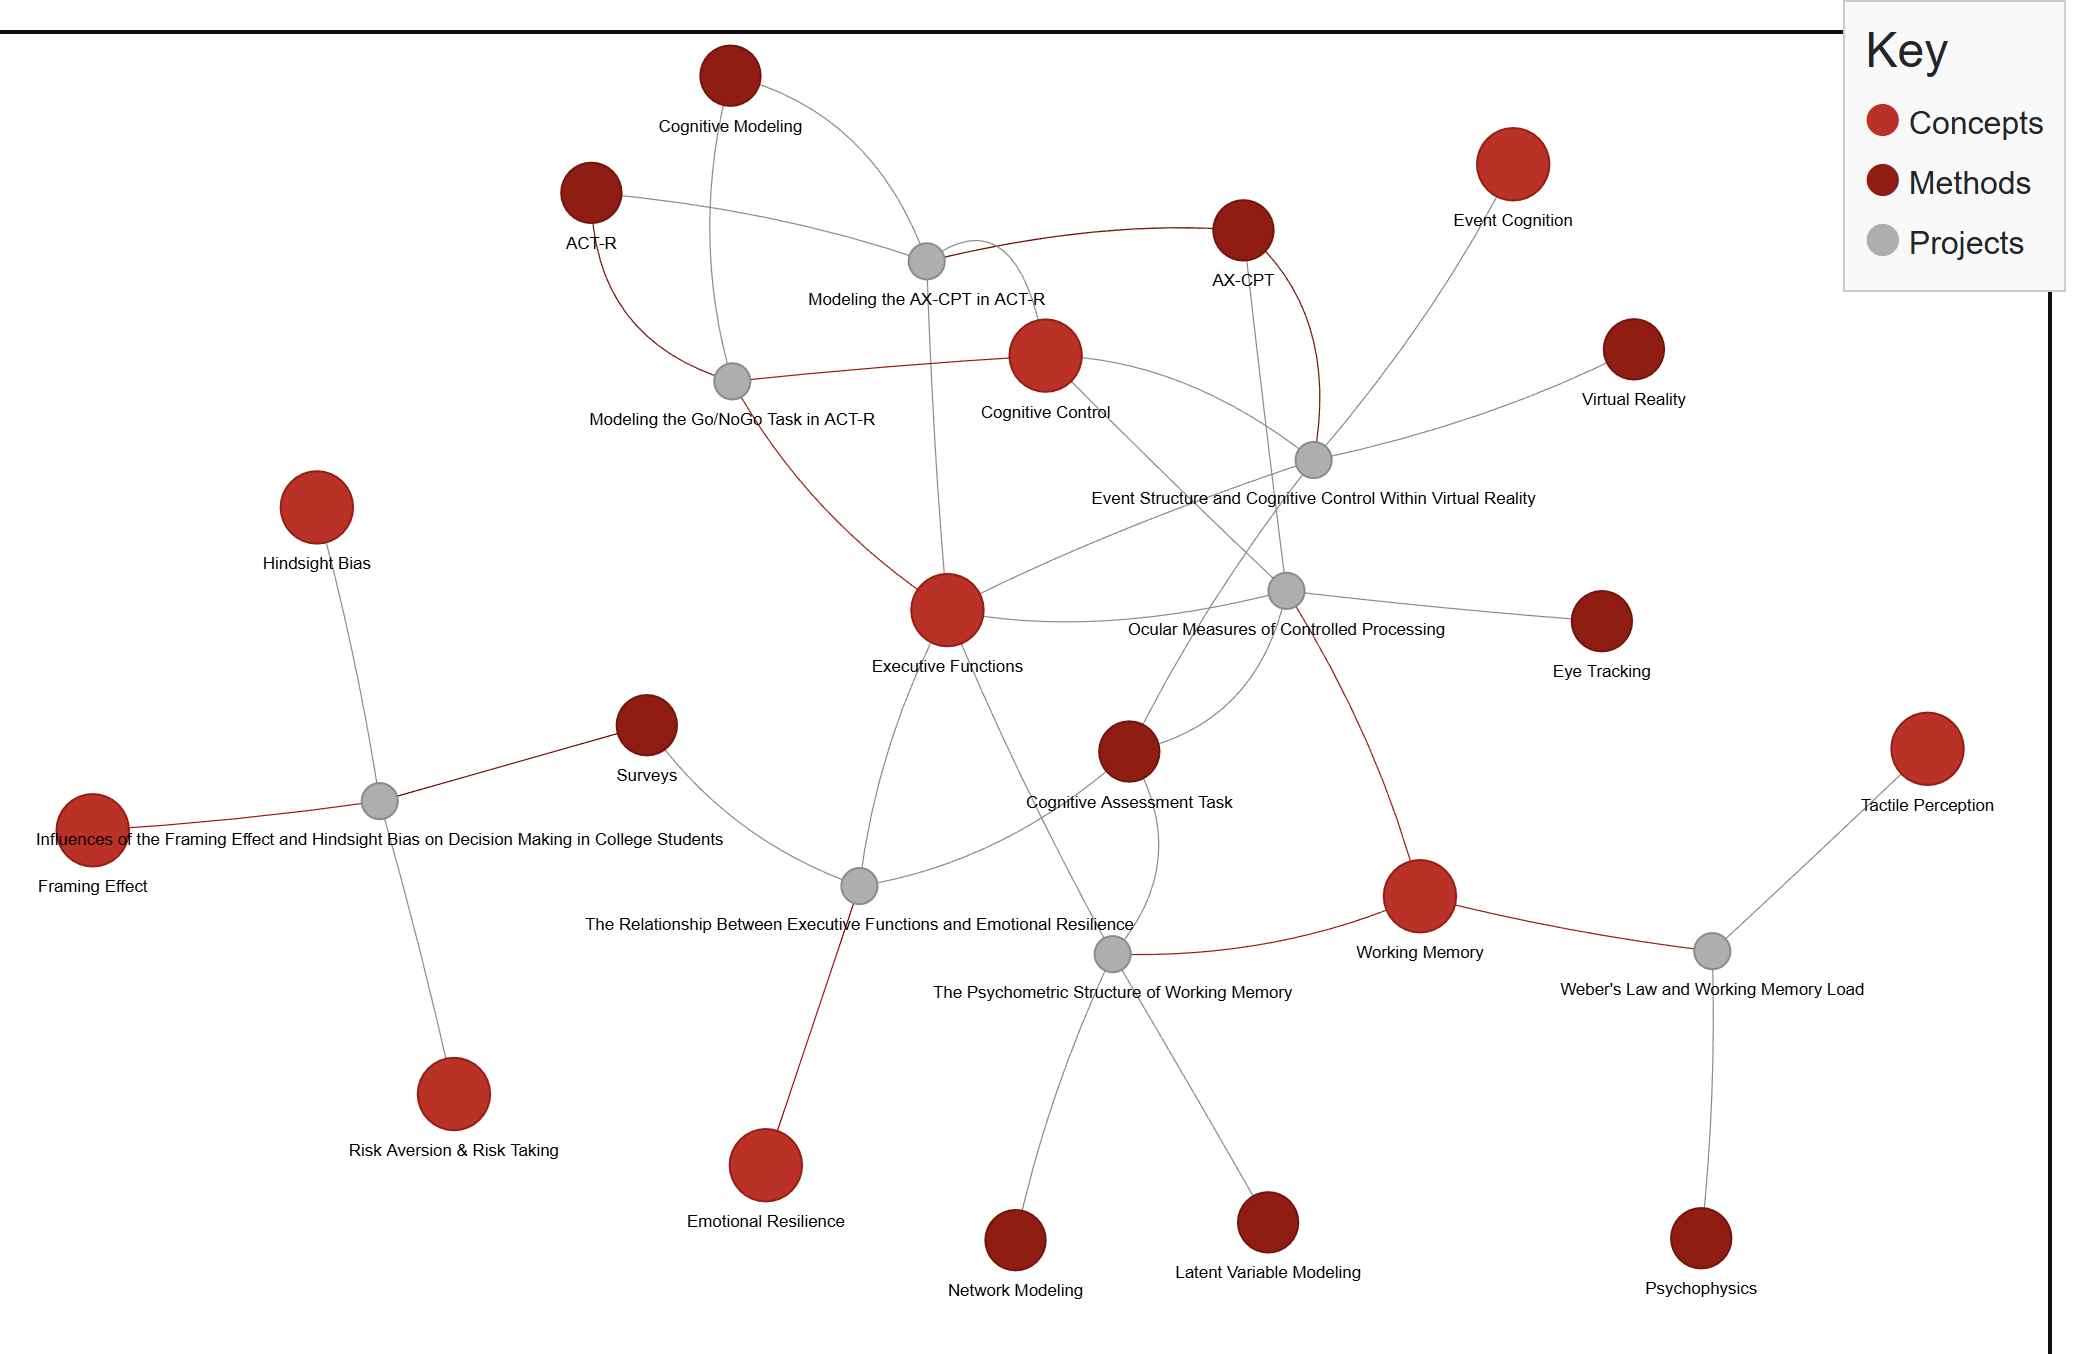 Key
Concepts
Methods
Projects
Cognitive Modeling
Event Cognition
ACT-R
AX-CPT
Modeling the AX-CPT in ACT-R
Virtual Reality
Cognitive Control
Modeling the Go/NoGo Task in ACT-R
Event Structure and Cognitive Control Within Virtual Reality
Hindsight Bias
Ocular Measures of Controlled Processing
Executive Functions
Eye Tracking
Surveys
Cognitive Assessment Task
Tactile Perception
Influences of the Framing Effect and Hindsight Bias on Decision Making in College Students
Framing Effect
The Relationship Between Executive Functions and Emotional Resilience
Working Memory
The Psychometric Structure of Working Memory
Weber's Law and Working Memory Load
Risk Aversion & Risk Taking
Emotional Resilience
Latent Variable Modeling
Network Modeling
Psychophysics